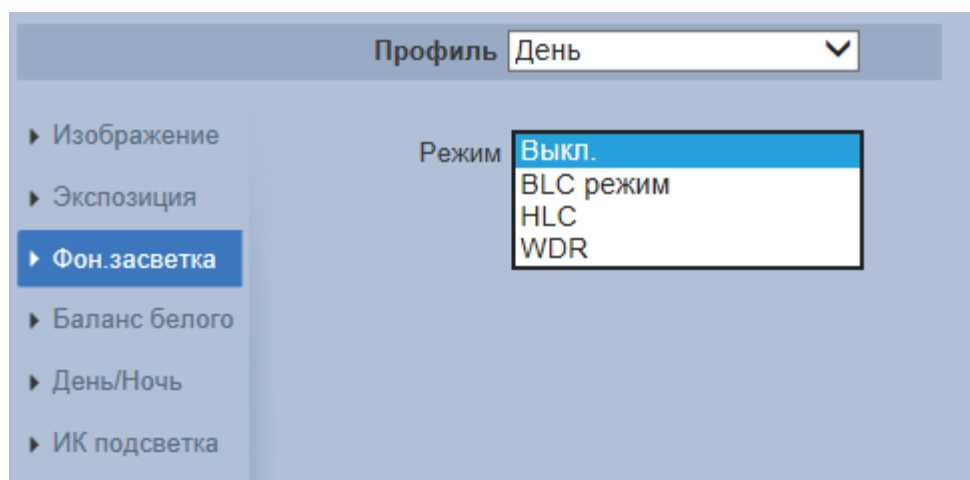 Профиль День
Изображение
Режим Выкл.
Экспозиция
BLC режим
HLC
Фон.засветка
WDR
Баланс белого
День/Ночь
ИК подсветка